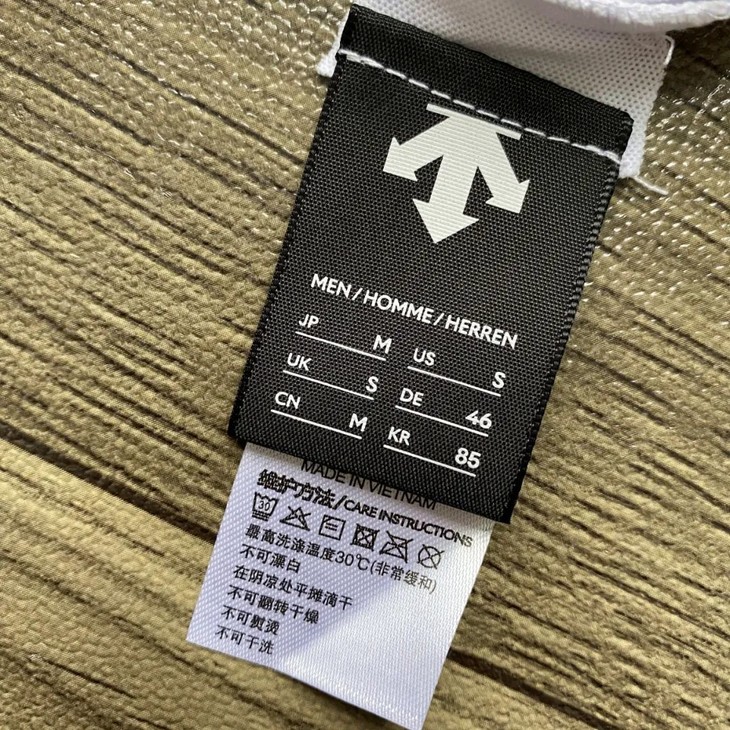 MEN/HOMME/HERREN
JP M US S
UK S DE 46
CN M KR 85
MADE IN VIETNAM
维护方法/CARE INSTRUCTIONS
30
最高洗涤温度30℃(非常缓和)
不可漂白
在阴凉处平摊滴干
不可翻转干燥
不可熨烫
不可干洗